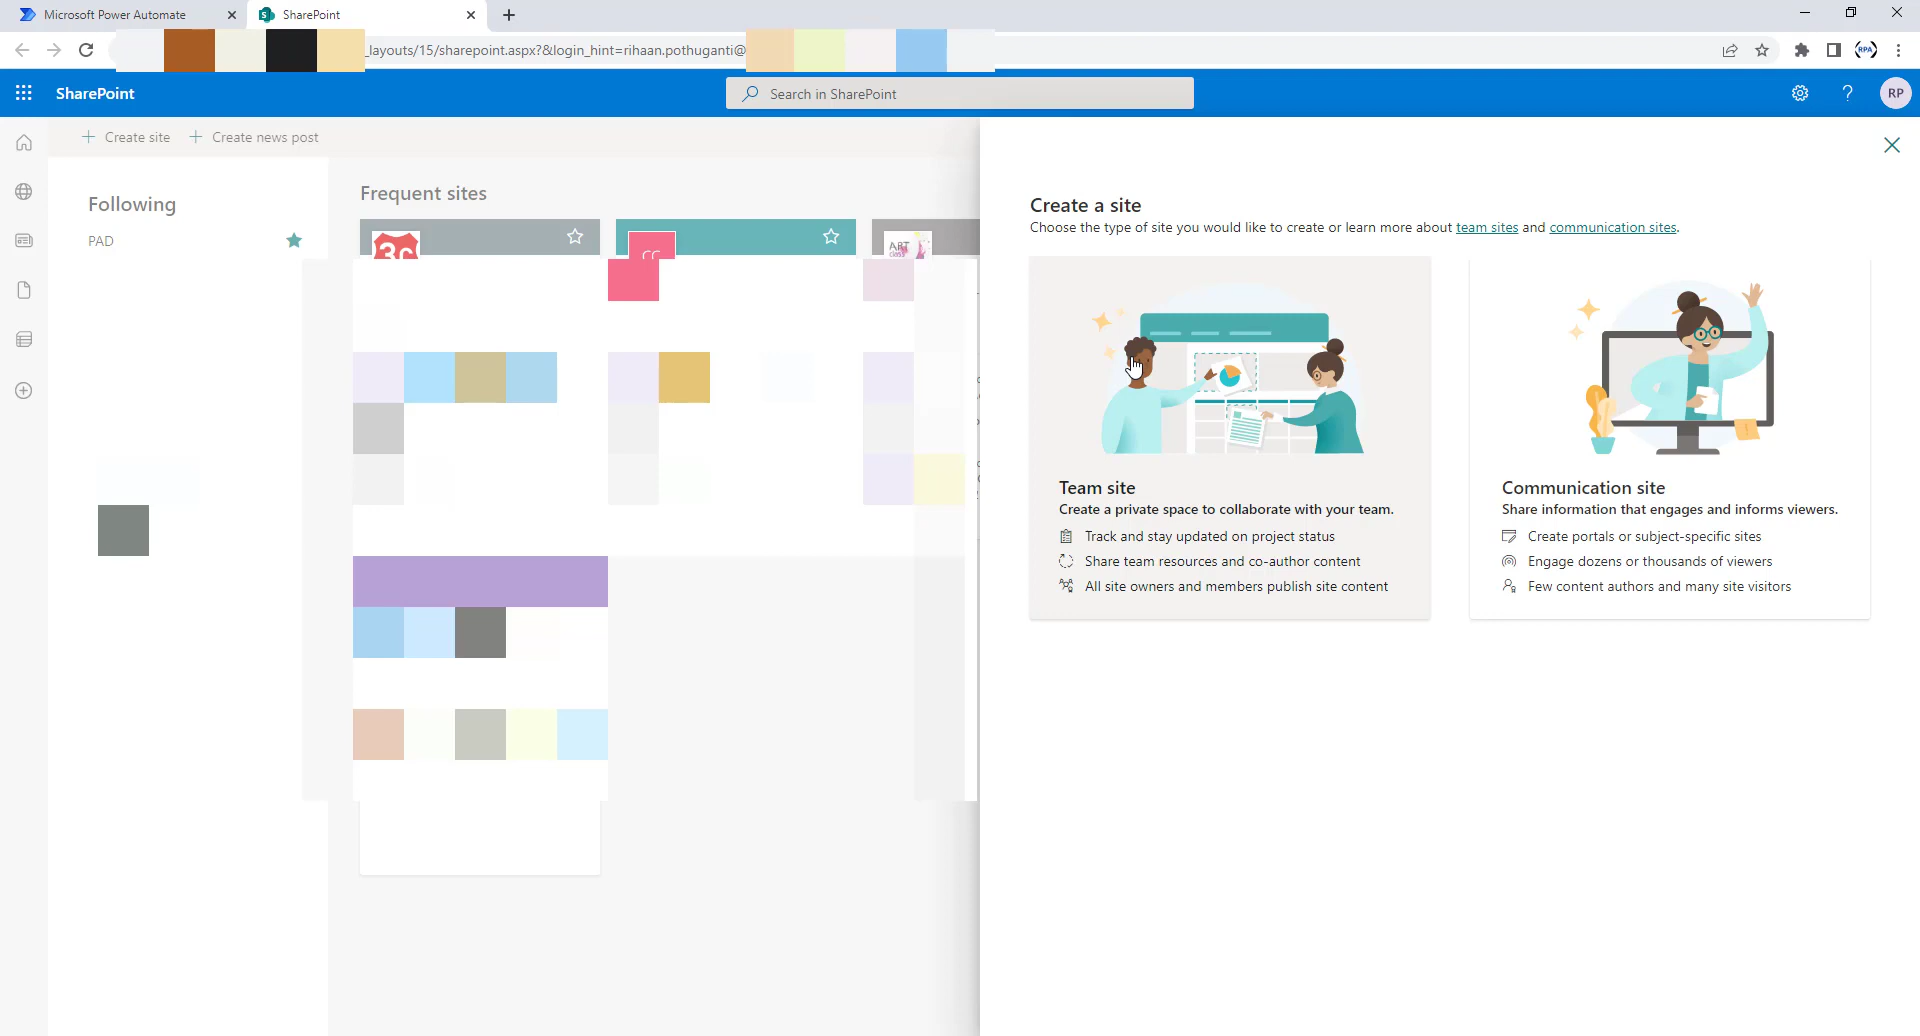 Microsoft Power Automate
SharePoint
_layouts/15/sharepoint.aspx?&login_hint=rihaan.pothuganti@
RPA
SharePoint
Search in SharePoint
?
RP
Create site
Create news post
Following
PAD
Frequent sites
3c
CC
ART
class
Create a site
Choose the type of site you would like to create or learn more about team sites and communication sites.
Team site
Create a private space to collaborate with your team.
Track and stay updated on project status
Share team resources and co-author content
All site owners and members publish site content
Communication site
Share information that engages and informs viewers.
Create portals or subject-specific sites
Engage dozens or thousands of viewers
Few content authors and many site visitors